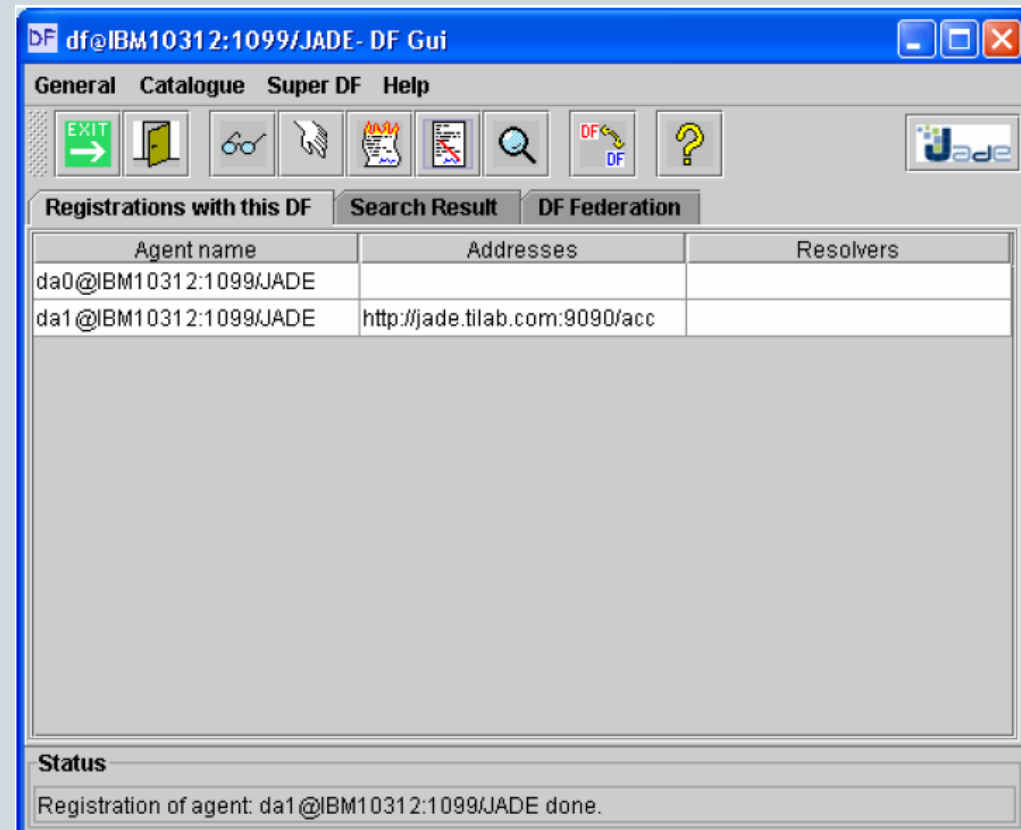 DF df@IBM10312:1099/JADE- DF Gui
General Catalogue Super DF Help
EXIT DF DF Jade
Registrations with this DF Search Result DF Federation
Agent name Addresses Resolvers
da0@IBM10312:1099/JADE
da1@IBM10312:1099/JADE http://jade.tilab.com:9090/acc
Status
Registration of agent: da1@IBM10312:1099/JADE done.